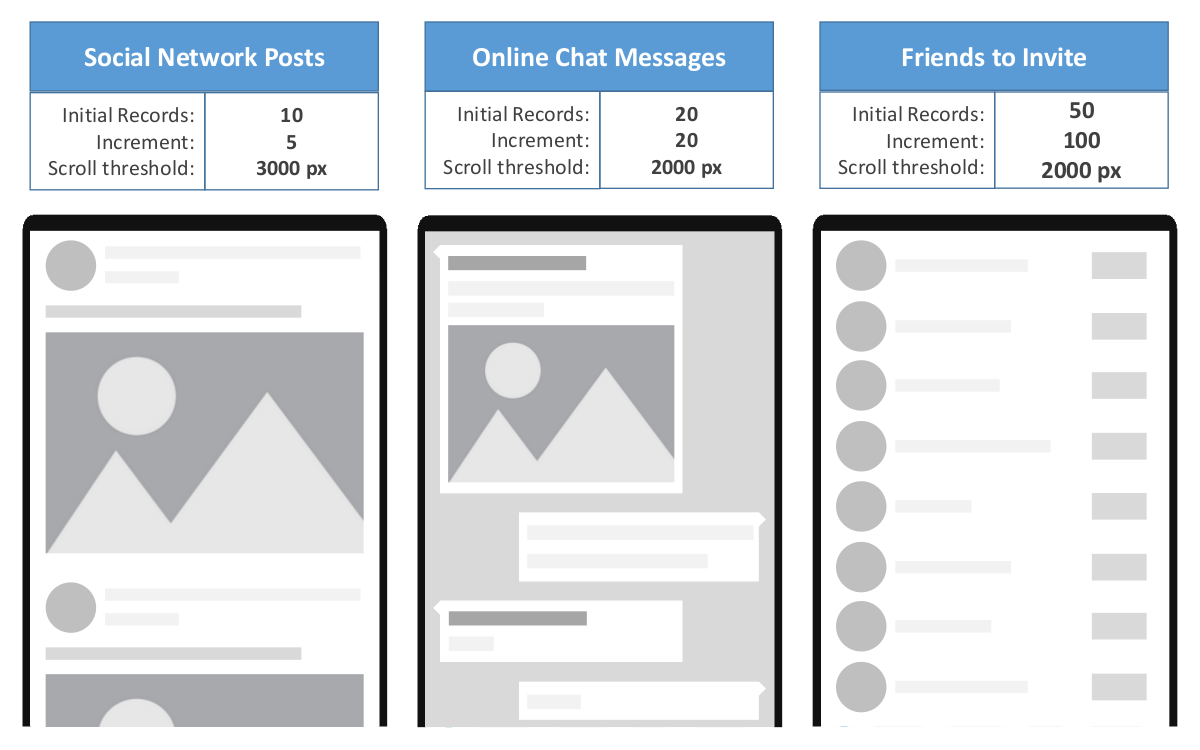 Social Network Posts
Initial Records: 10
Increment: 5
Scroll threshold: 3000 px
Online Chat Messages
Initial Records: 20
Increment: 20
Scroll threshold: 2000 px
Friends to Invite
Initial Records: 50
Increment: 100
Scroll threshold: 2000 px